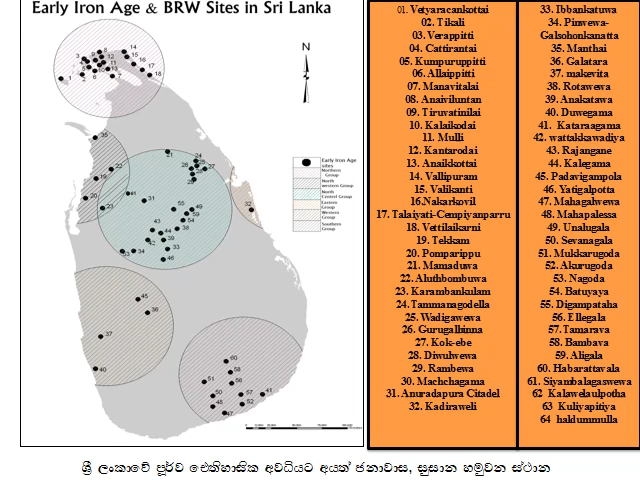 Early Iron Age & BRW Sites in Sri Lanka
N
Early Iron Age
sites
Northern
Group
North
western Group
North
Central Group
Eastern
Group
Western
Group
Southern
Group
01. Vetyaracankottai
02. Tikali
03. Verappitti
04. Cattirantai
05. Kumpuruppitti
06. Allaippitti
07. Manavitalai
08. Anaiviluntan
09. Tiruvatinilai
10. Kalaikodai
11. Mulli
12. Kantarodai
13. Anaikkottai
14. Vallipuram
15. Valikanti
16.Nakarkovil
17. Talaiyati-Cempiyanparru
18. Vettilaikarni
19. Tekkam
20. Pomparippu
21. Mamaduwa
22. Aluthbombuwa
23. Karambankulam
24. Tammanagodella
25. Wadigawewa
26. Gurugalhinna
27. Kok-ebe
28. Diwulwewa
29. Rambewa
30. Machchagama
31. Anuradapura Citadel
32. Kadiraweli
33. Ibbankatuwa
34. Pinwewa-
Galsohonkanatta
35. Manthai
36. Galatara
37. makevita
38. Rotawewa
39. Anakatawa
40. Duwegama
41. Kataragama
42. wattakkawadiya
43. Rajangane
44. Kalegama
45. Padavigampola
46. Yatigalpotta
47. Mahagalwewa
48. Mahapalessa
49. Unalugala
50. Sevanagala
51. Mukkarugoda
52. Akurugoda
53. Nagoda
54. Batuyaya
55. Digampataha
56. Ellegala
57. Tamarava
58. Bambava
59. Aligala
60. Habarattavala
61. Siyambalagaswewa
62 Kalawelaulpotha
63 Kuliyapitiya
64 haldummulla
ශ්‍රී ලංකාවේ පූර්ව ඓතිහාසික අවධියට අයත් ජනාවාස, සුසාන හමුවන ස්ථාන